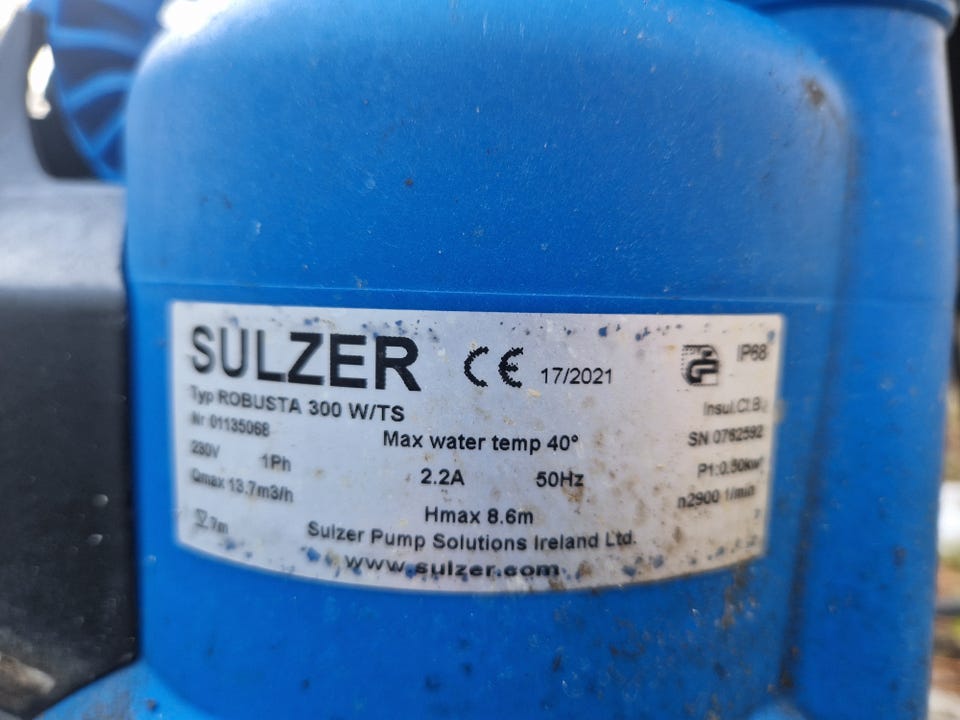 SULZER CE 17/2021 IP68
Typ ROBUSTA 300 W/TS Insul.Cl.B
Nr 01135068 Max water temp 40° SN 0762592
230V 1Ph 2.2A 50Hz P1:0.50kW
Qmax 13.7m3/h n2900 1/min
Hmax 8.6m
7m
Sulzer Pump Solutions Ireland Ltd.
www.sulzer.com